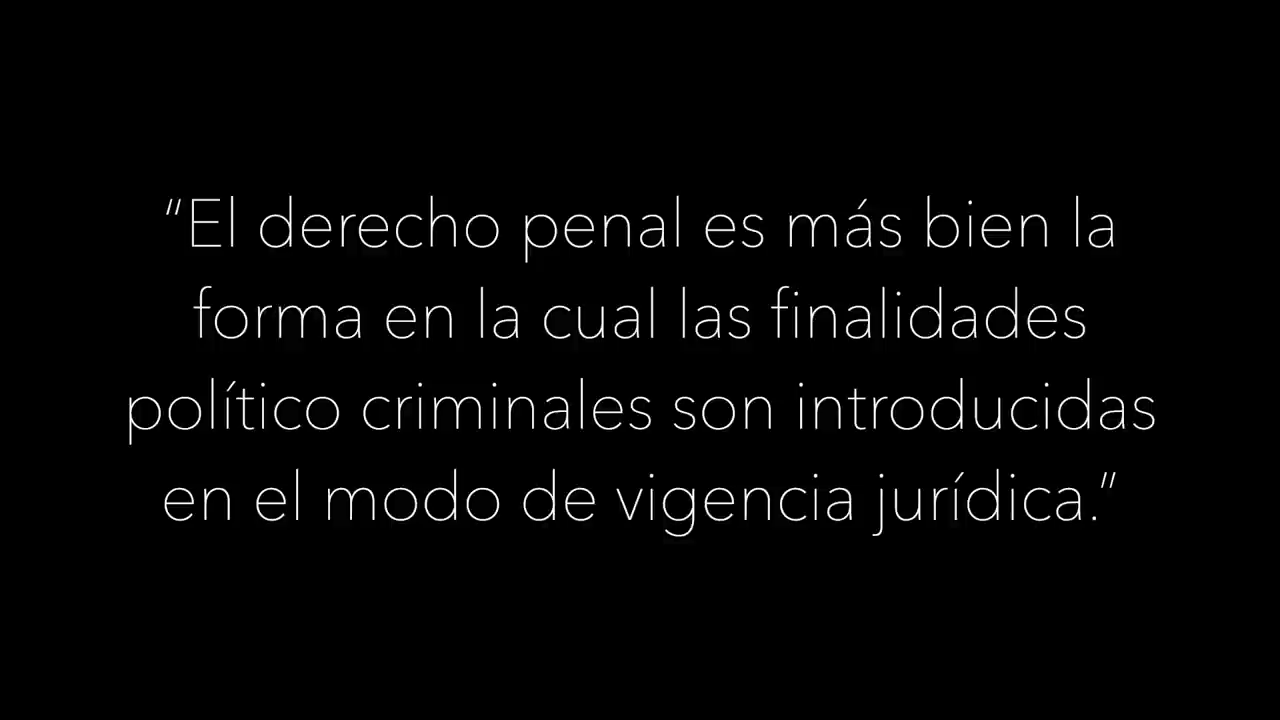 “El derecho penal es más bien la
forma en la cual las finalidades
político criminales son introducidas
en el modo de vigencia jurídica.”